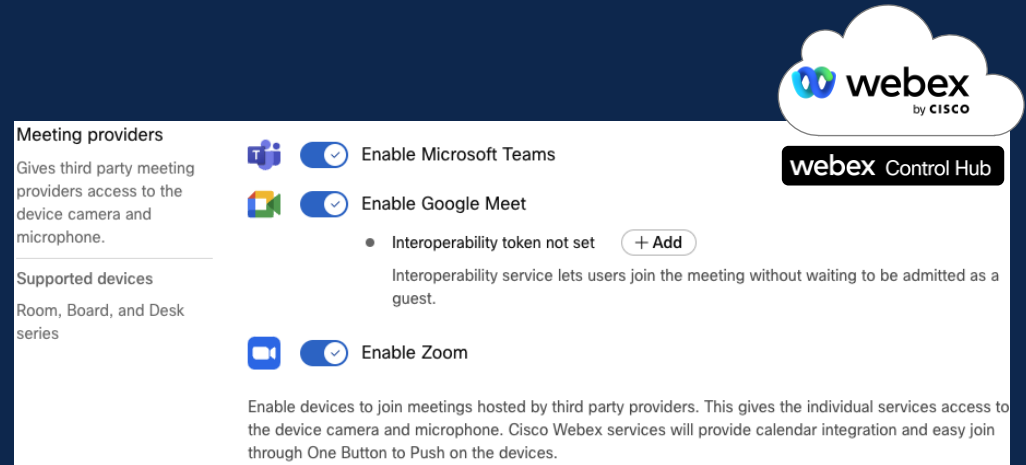 webex
by CISCO
webex Control Hub
Meeting providers
Gives third party meeting
providers access to the
device camera and
microphone.
Supported devices
Room, Board, and Desk
series
Enable Microsoft Teams
Enable Google Meet
Interoperability token not set
+ Add
Interoperability service lets users join the meeting without waiting to be admitted as a
guest.
Enable Zoom
Enable devices to join meetings hosted by third party providers. This gives the individual services access to
the device camera and microphone. Cisco Webex services will provide calendar integration and easy join
through One Button to Push on the devices.